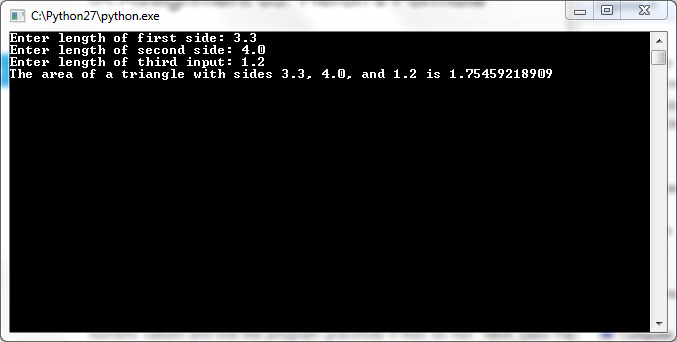 C:\Python27\python.exe
Enter length of first side: 3.3
Enter length of second side: 4.0
Enter length of third input: 1.2
The area of a triangle with sides 3.3, 4.0, and 1.2 is 1.75459218909